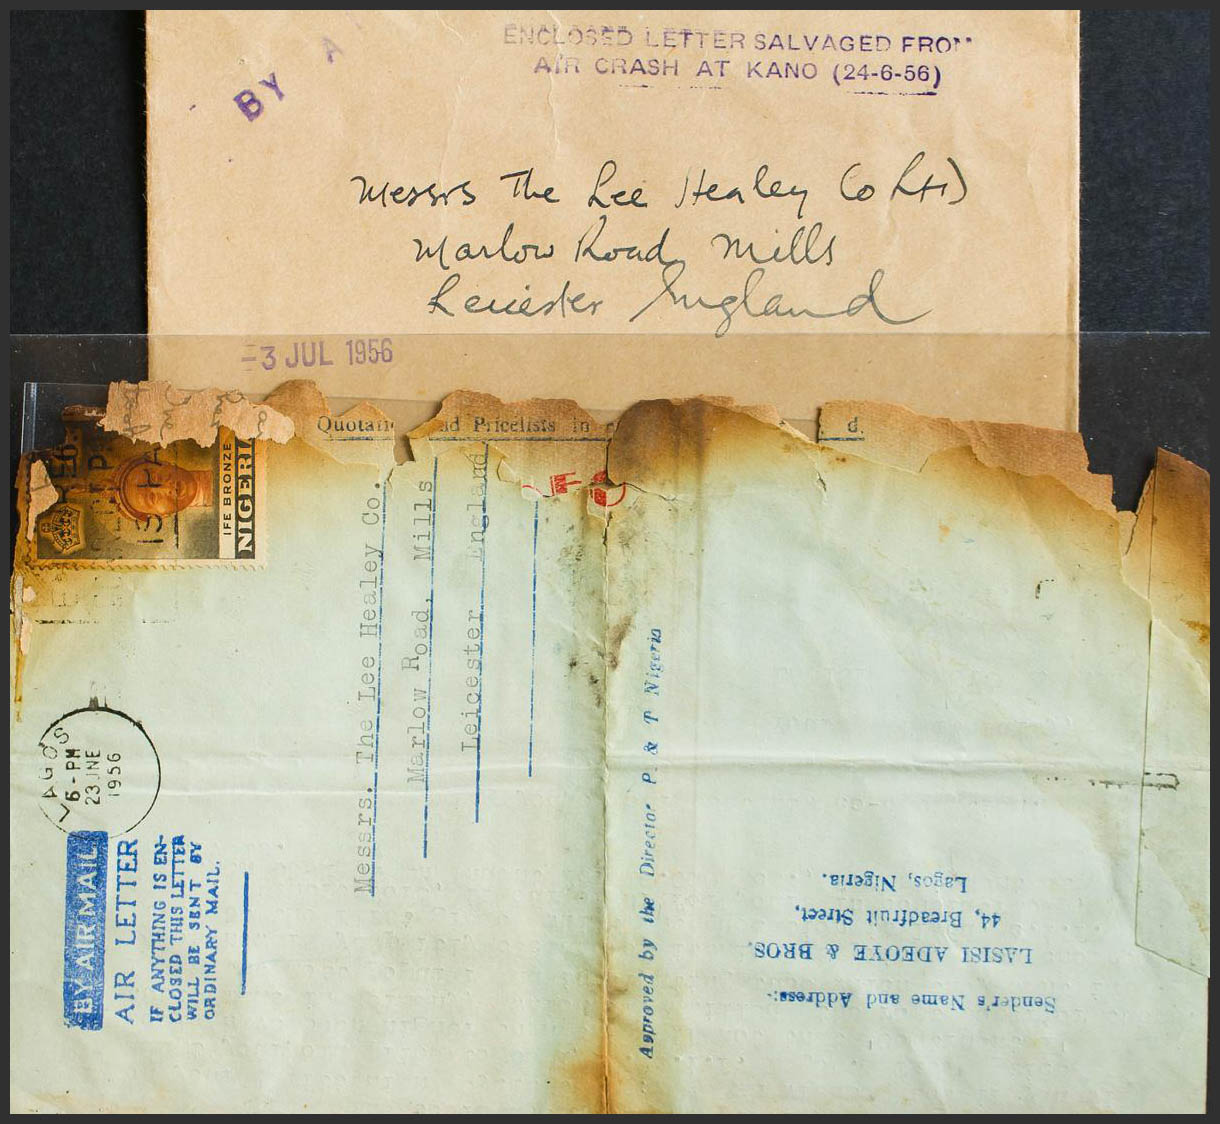 ENCLOSED LETTER SALVAGED FROM
AIR CRASH AT KANO (24-6-56)
BY A
Messrs The Lee Healey Co Ltd
Marlow Road Mills
Leicester England
-3 JUL 1956
Pricelists in
d.
IFE BRONZE
NIGERI
LAGOS
6-PM
23 JNE
1956
BY AIR MAIL
AIR LETTER
IF ANYTHING IS EN-
CLOSED THIS LETTER
WILL BE SENT BY
ORDINARY MAIL.
Messrs. The Lee Healey Co.
Marlow Road, Mills
Leicester England
Approved by the Director P. & T Nigeria
Sender's Name and Address:-
LASISI ADEOYE & BROS.
44, Breadfruit Street,
Lagos, Nigeria.